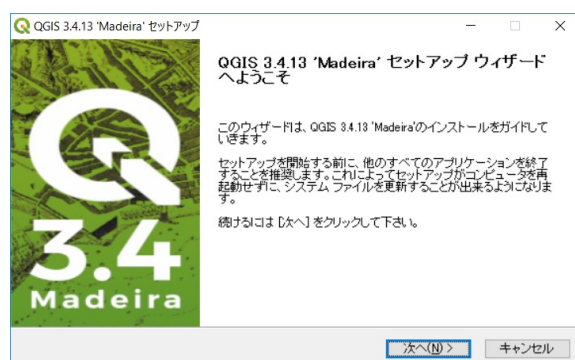 QGIS 3.4.13 'Madeira' セットアップ
QGIS 3.4.13 'Madeira' セットアップ ウィザード
へようこそ
このウィザードは、QGIS 3.4.13 'Madeira'のインストールをガイドして
いきます。
セットアップを開始する前に、他のすべてのアプリケーションを終了
することを推奨します。これによってセットアップがコンピュータを再
起動せずに、システム ファイルを更新することが出来るようになりま
す。
続けるには [次へ] をクリックして下さい。
3.4
Madeira
次へ(N) >
キャンセル